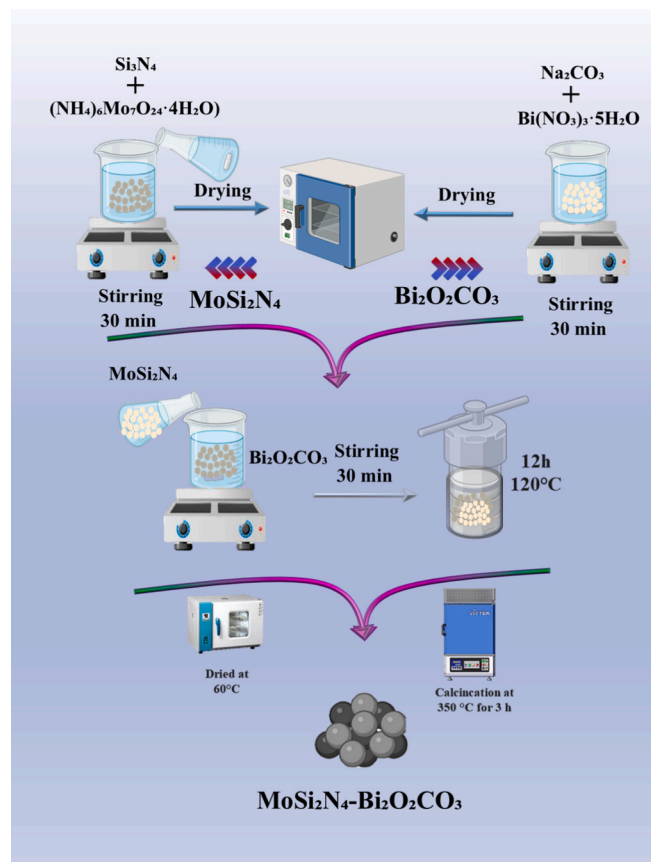 Si₃N₄
+
(NH₄)₆Mo₇O₂₄·4H₂O)
Na₂CO₃
+
Bi(NO₃)₃·5H₂O
Drying
Drying
Stirring
30 min
MoSi₂N₄
Bi₂O₂CO₃
Stirring
30 min
MoSi₂N₄
Bi₂O₂CO₃
Stirring
30 min
12h
120°C
Dried at
60°C
Calcincation at
350 °C for 3 h
MoSi₂N₄-Bi₂O₂CO₃